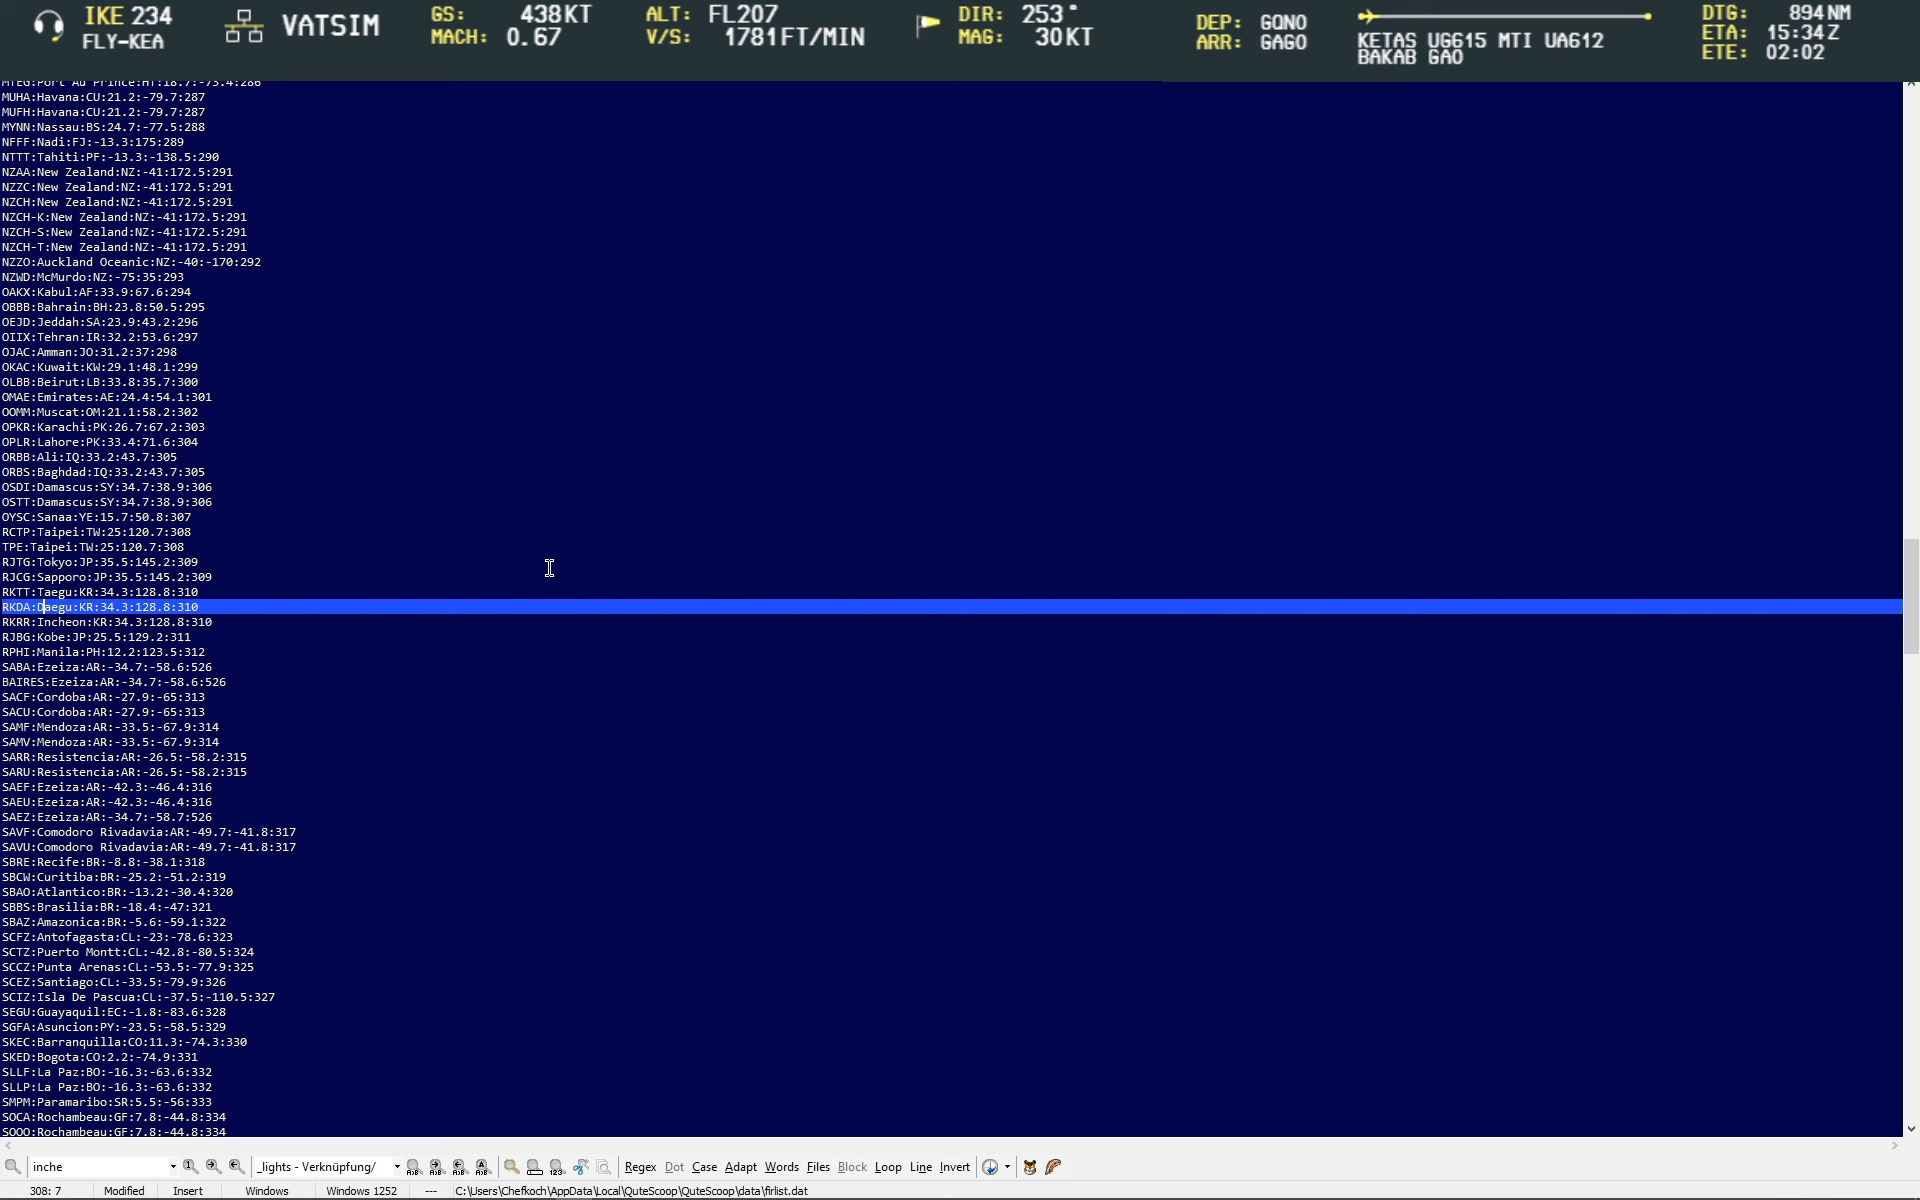 IKE 234
FLY-KEA
VATSIM
GS: 438KT
MACH: 0.67
ALT: FL207
V/S: 1781FT/MIN
DIR: 253°
MAG: 30KT
DEP: GQNO
ARR: GAGO
KETAS UG615 MTI UA612
BAKAB GAO
DTG: 894NM
ETA: 15:34Z
ETE: 02:02
MTEG:Port Au Prince:HT:18.7:-73.4:286
MUHA:Havana:CU:21.2:-79.7:287
MUFH:Havana:CU:21.2:-79.7:287
MYNN:Nassau:BS:24.7:-77.5:288
NFFF:Nadi:FJ:-13.3:175:289
NTTT:Tahiti:PF:-13.3:-138.5:290
NZAA:New Zealand:NZ:-41:172.5:291
NZZC:New Zealand:NZ:-41:172.5:291
NZCH:New Zealand:NZ:-41:172.5:291
NZCH-K:New Zealand:NZ:-41:172.5:291
NZCH-S:New Zealand:NZ:-41:172.5:291
NZCH-T:New Zealand:NZ:-41:172.5:291
NZZO:Auckland Oceanic:NZ:-40:-170:292
NZWD:McMurdo:NZ:-75:35:293
OAKX:Kabul:AF:33.9:67.6:294
OBBB:Bahrain:BH:23.8:50.5:295
OEJD:Jeddah:SA:23.9:43.2:296
OIIX:Tehran:IR:32.2:53.6:297
OJAC:Amman:JO:31.2:37:298
OKAC:Kuwait:KW:29.1:48.1:299
OLBB:Beirut:LB:33.8:35.7:300
OMAE:Emirates:AE:24.4:54.1:301
OOMM:Muscat:OM:21.1:58.2:302
OPKR:Karachi:PK:26.7:67.2:303
OPLR:Lahore:PK:33.4:71.6:304
ORBB:Ali:IQ:33.2:43.7:305
ORBS:Baghdad:IQ:33.2:43.7:305
OSDI:Damascus:SY:34.7:38.9:306
OSTT:Damascus:SY:34.7:38.9:306
OYSC:Sanaa:YE:15.7:50.8:307
RCTP:Taipei:TW:25:120.7:308
TPE:Taipei:TW:25:120.7:308
RJTG:Tokyo:JP:35.5:145.2:309
RJCG:Sapporo:JP:35.5:145.2:309
RKTT:Taegu:KR:34.3:128.8:310
RKDA:Daegu:KR:34.3:128.8:310
RKRR:Incheon:KR:34.3:128.8:310
RJBG:Kobe:JP:25.5:129.2:311
RPHI:Manila:PH:12.2:123.5:312
SABA:Ezeiza:AR:-34.7:-58.6:526
BAIRES:Ezeiza:AR:-34.7:-58.6:526
SACF:Cordoba:AR:-27.9:-65:313
SACU:Cordoba:AR:-27.9:-65:313
SAMF:Mendoza:AR:-33.5:-67.9:314
SAMV:Mendoza:AR:-33.5:-67.9:314
SARR:Resistencia:AR:-26.5:-58.2:315
SARU:Resistencia:AR:-26.5:-58.2:315
SAEF:Ezeiza:AR:-42.3:-46.4:316
SAEU:Ezeiza:AR:-42.3:-46.4:316
SAEZ:Ezeiza:AR:-34.7:-58.7:526
SAVF:Comodoro Rivadavia:AR:-49.7:-41.8:317
SAVU:Comodoro Rivadavia:AR:-49.7:-41.8:317
SBRE:Recife:BR:-8.8:-38.1:318
SBCW:Curitiba:BR:-25.2:-51.2:319
SBAO:Atlantico:BR:-13.2:-30.4:320
SBBS:Brasilia:BR:-18.4:-47:321
SBAZ:Amazonica:BR:-5.6:-59.1:322
SCFZ:Antofagasta:CL:-23:-78.6:323
SCTZ:Puerto Montt:CL:-42.8:-80.5:324
SCCZ:Punta Arenas:CL:-53.5:-77.9:325
SCEZ:Santiago:CL:-33.5:-79.9:326
SCIZ:Isla De Pascua:CL:-37.5:-110.5:327
SEGU:Guayaquil:EC:-1.8:-83.6:328
SGFA:Asuncion:PY:-23.5:-58.5:329
SKEC:Barranquilla:CO:11.3:-74.3:330
SKED:Bogota:CO:2.2:-74.9:331
SLLF:La Paz:BO:-16.3:-63.6:332
SLLP:La Paz:BO:-16.3:-63.6:332
SMPM:Paramaribo:SR:5.5:-56:333
SOCA:Rochambeau:GF:7.8:-44.8:334
SOOO:Rochambeau:GF:7.8:-44.8:334
inche _lights - Verknüpfung/ Regex Dot Case Adapt Words Files Block Loop Line Invert
308: 7 Modified Insert Windows Windows 1252 --- C:\Users\Chefkoch\AppData\Local\QuteScoop\QuteScoop\data\firlist.dat